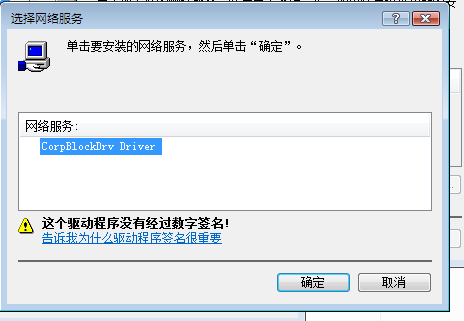 选择网络服务
单击要安装的网络服务，然后单击“确定”。
网络服务:
CorpBlockDrv Driver
这个驱动程序没有经过数字签名!
告诉我为什么驱动程序签名很重要
确定
取消